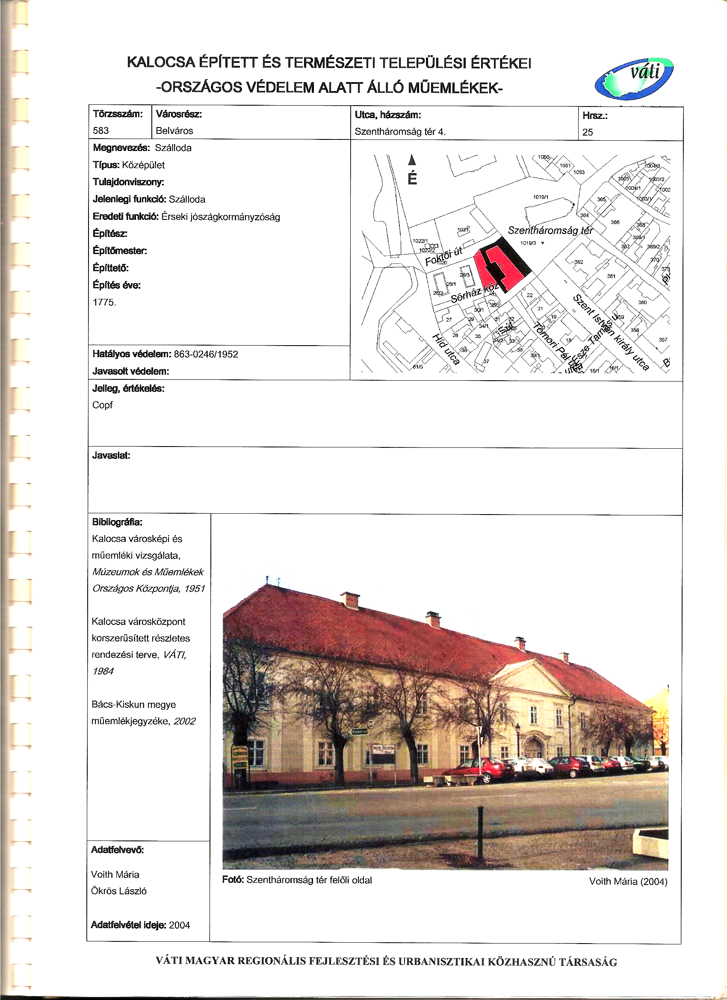 KALOCSA ÉPÍTETT ÉS TERMÉSZETI TELEPÜLÉSI ÉRTÉKEI
-ORSZÁGOS VÉDELEM ALATT ÁLLÓ MŰEMLÉKEK-
váti
Törzsszám:
583
Városrész:
Belváros
Utca, házszám:
Szentháromság tér 4.
Hrsz.:
25
Megnevezés: Szálloda
Típus: Középület
Tulajdonviszony:
Jelenlegi funkció: Szálloda
Eredeti funkció: Érseki jószágkormányzóság
Építész:
Építőmester:
Építtető:
Építés éve:
1775.
É
1050
1051
1053
1004/3
1005
1003/2
1004/1
1002
1003/1
1019/1
365
364
366
368
Szentháromság tér
1021
1019/3
369/1
367
369/2
1022/1
1022/2
Foktői út
1020
370
373
25
362
26/3
26/1
361
26/2
Sörház köz
24
22
360
30/1
30/2
21
27
29
31
32
19
359
34/1
20
358
28
35
34/2
33
18
357
36
38
39/1
37
81/5
16/1
15/1
Híd utca
Tomori Pál
Esze Tamás u
Szent István király utca
B
Hatályos védelem: 863-0246/1952
Javasolt védelem:
Jelleg, értékelés:
Copf
Javaslat:
Bibliográfia:
Kalocsa városképi és
műemléki vizsgálata,
Múzeumok és Műemlékek
Országos Központja, 1951
Kalocsa városközpont
korszerűsített részletes
rendezési terve, VÁTI,
1984
Bács-Kiskun megye
műemlékjegyzéke, 2002
Adatfelvevő:
Voith Mária
Ökrös László
Adatfelvétel ideje: 2004
Fotó: Szentháromság tér felőli oldal
Voith Mária (2004)
VÁTI MAGYAR REGIONÁLIS FEJLESZTÉSI ÉS URBANISZTIKAI KÖZHASZNÚ TÁRSASÁG